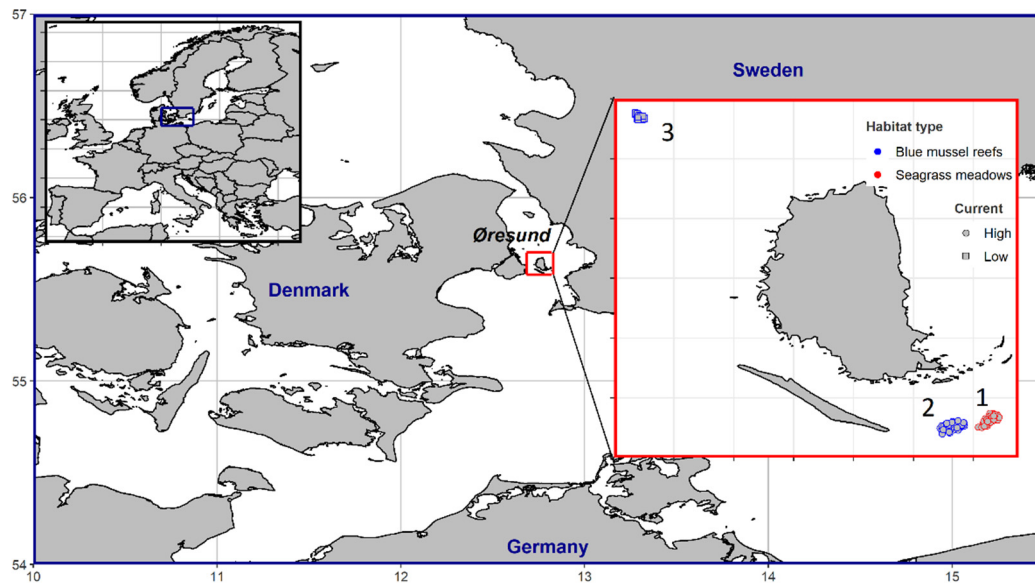 57
56
55
54
10
11
12
13
14
15
Sweden
Øresund
Denmark
Germany
3
Habitat type
Blue mussel reefs
Seagrass meadows
Current
High
Low
2
1